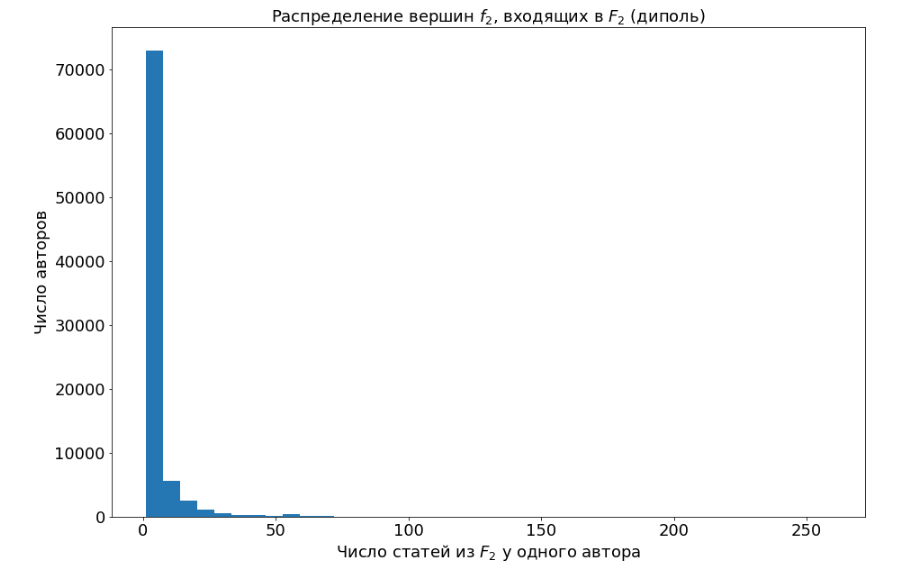 Распределение вершин f₂, входящих в F₂ (диполь)
70000
60000
50000
40000
30000
20000
10000
0
Число авторов
0 50 100 150 200 250
Число статей из F₂ у одного автора